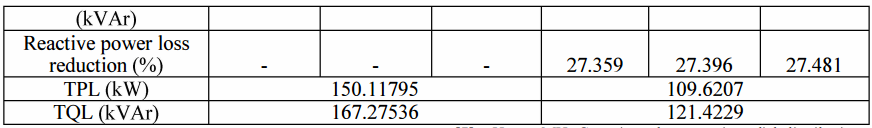 (kVAr)
Reactive power loss
reduction (%) - - - 27.359 27.396 27.481
TPL (kW) 150.11795 109.6207
TQL (kVAr) 167.27536 121.4229